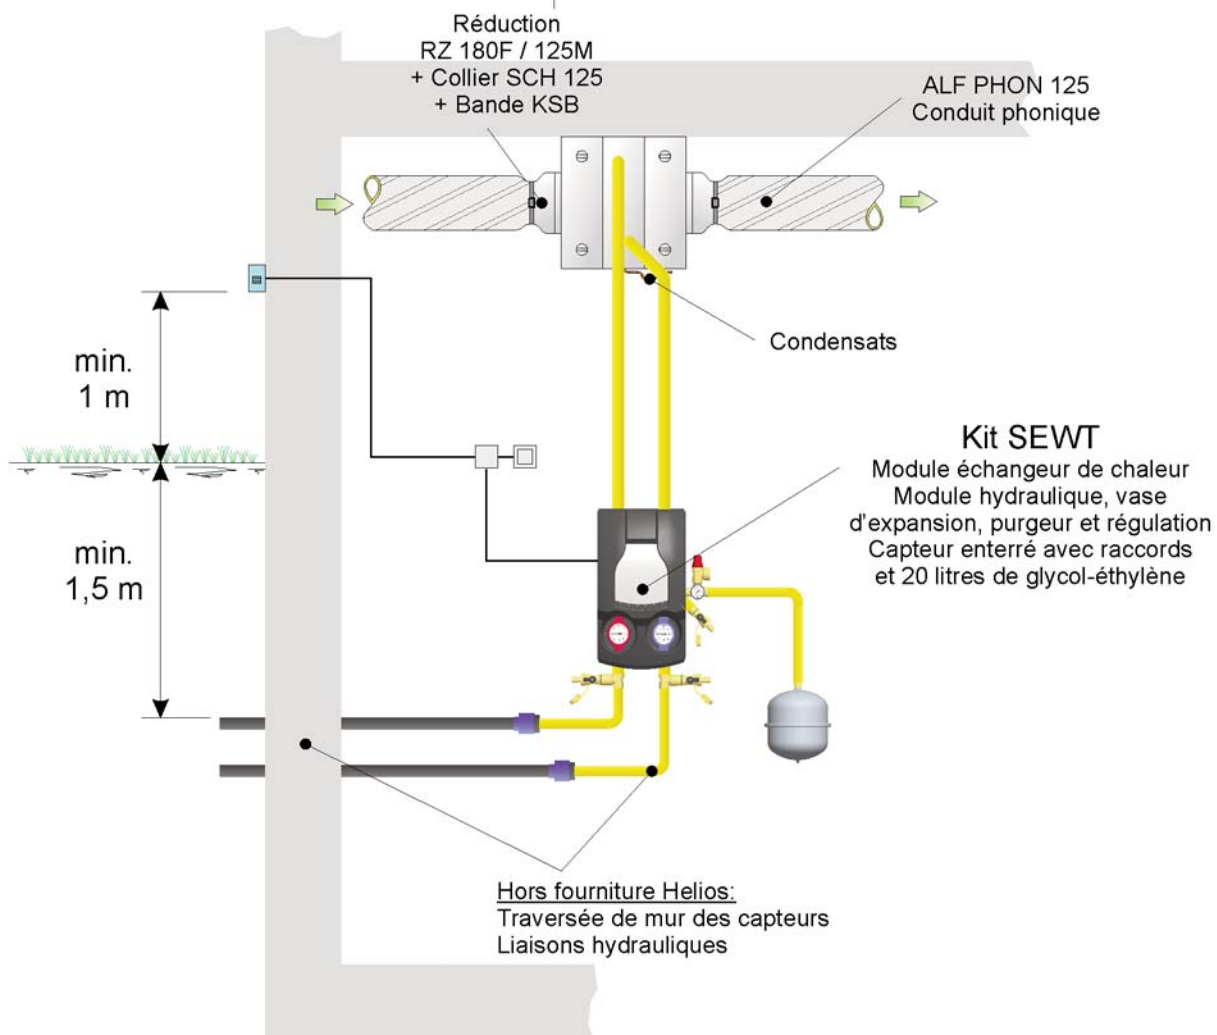 Réduction
RZ 180F / 125M
+ Collier SCH 125
+ Bande KSB
ALF PHON 125
Conduit phonique
min.
1 m
Condensats
Kit SEWT
Module échangeur de chaleur
Module hydraulique, vase
d'expansion, purgeur et régulation
Capteur enterré avec raccords
et 20 litres de glycol-éthylène
min.
1,5 m
Hors fourniture Helios:
Traversée de mur des capteurs
Liaisons hydrauliques